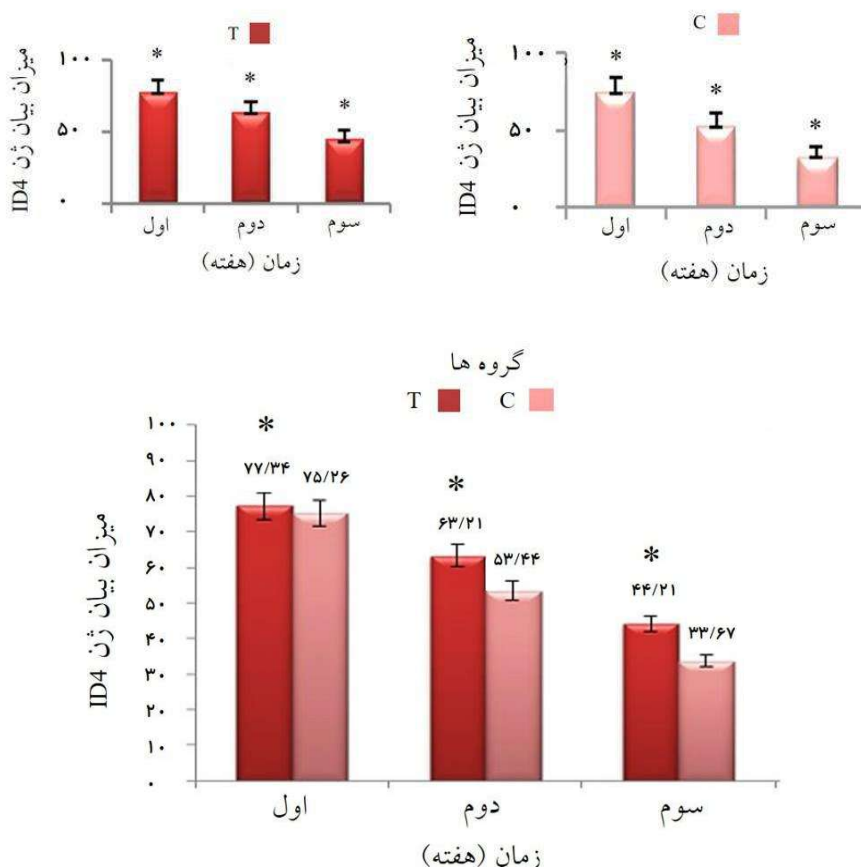 T
۱۰۰
۵۰
۰
میزان بیان ژن ID4
*
*
*
اول
دوم
سوم
زمان (هفته)
C
۱۰۰
۵۰
۰
میزان بیان ژن ID4
*
*
*
اول
دوم
سوم
زمان (هفته)
گروه ها
T
C
۱۰۰
۹۰
۸۰
۷۰
۶۰
۵۰
۴۰
۳۰
۲۰
۱۰
۰
میزان بیان ژن ID4
*
۷۷/۳۴
۷۵/۲۶
*
۶۳/۲۱
۵۳/۴۴
*
۴۴/۲۱
۳۳/۶۷
اول
دوم
سوم
زمان (هفته)